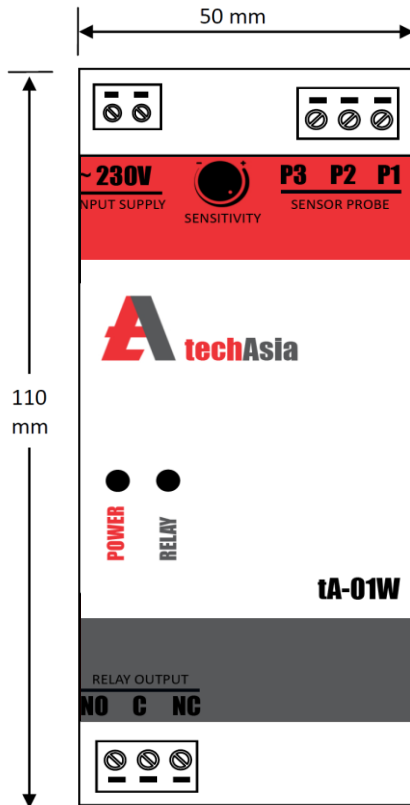 50 mm
~ 230V
NPUT SUPPLY
- +
SENSITIVITY
P3 P2 P1
SENSOR PROBE
techAsia
110
mm
POWER
RELAY
tA-01W
RELAY OUTPUT
NO C NC